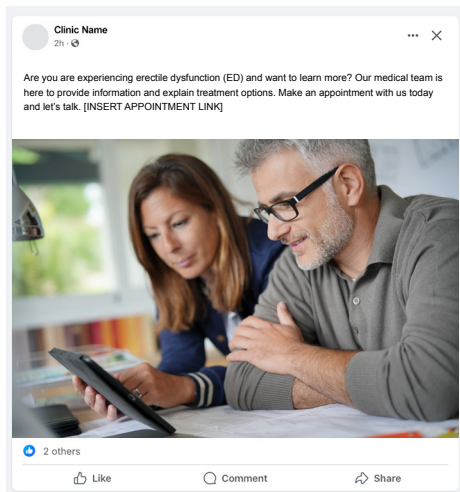 Clinic Name
2h ·
Are you are experiencing erectile dysfunction (ED) and want to learn more? Our medical team is
here to provide information and explain treatment options. Make an appointment with us today
and let's talk. [INSERT APPOINTMENT LINK]
2 others
Like Comment Share